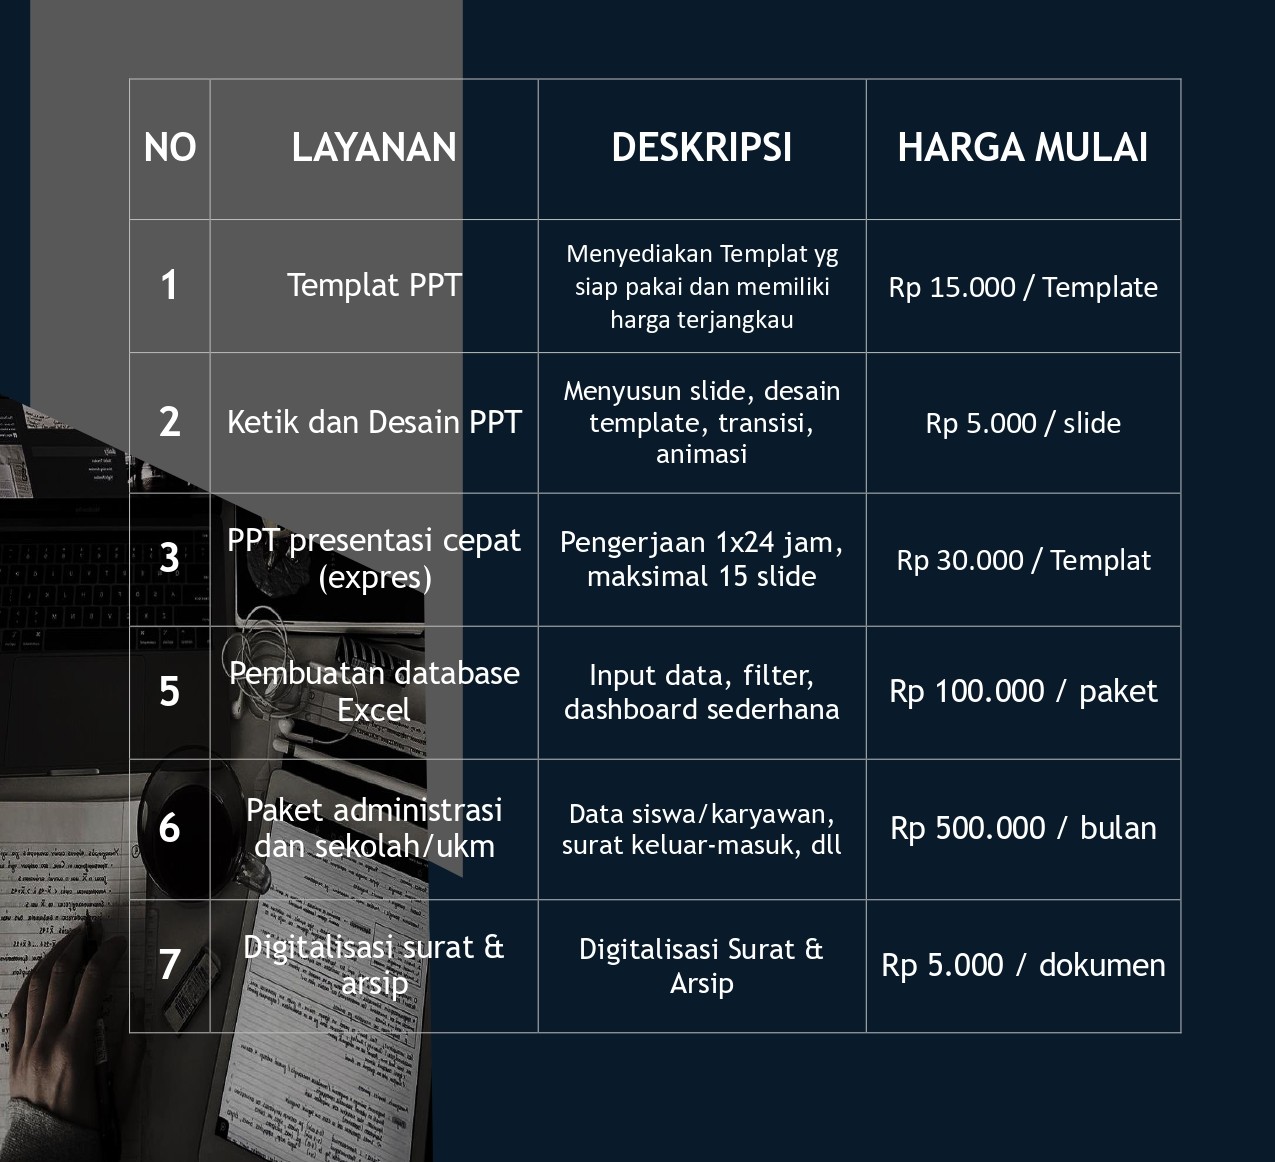 NO LAYANAN DESKRIPSI HARGA MULAI
1 Templat PPT Menyediakan Templat yg
siap pakai dan memiliki
harga terjangkau
Rp 15.000 / Template
2 Ketik dan Desain PPT Menyusun slide, desain
template, transisi,
animasi
Rp 5.000 / slide
3 PPT presentasi cepat
(expres)
Pengerjaan 1x24 jam,
maksimal 15 slide
Rp 30.000 / Templat
5 Pembuatan database
Excel
Input data, filter,
dashboard sederhana
Rp 100.000 / paket
6 Paket administrasi
dan sekolah/ukm
Data siswa/karyawan,
surat keluar-masuk, dll
Rp 500.000 / bulan
7 Digitalisasi surat &
arsip
Digitalisasi Surat &
Arsip
Rp 5.000 / dokumen